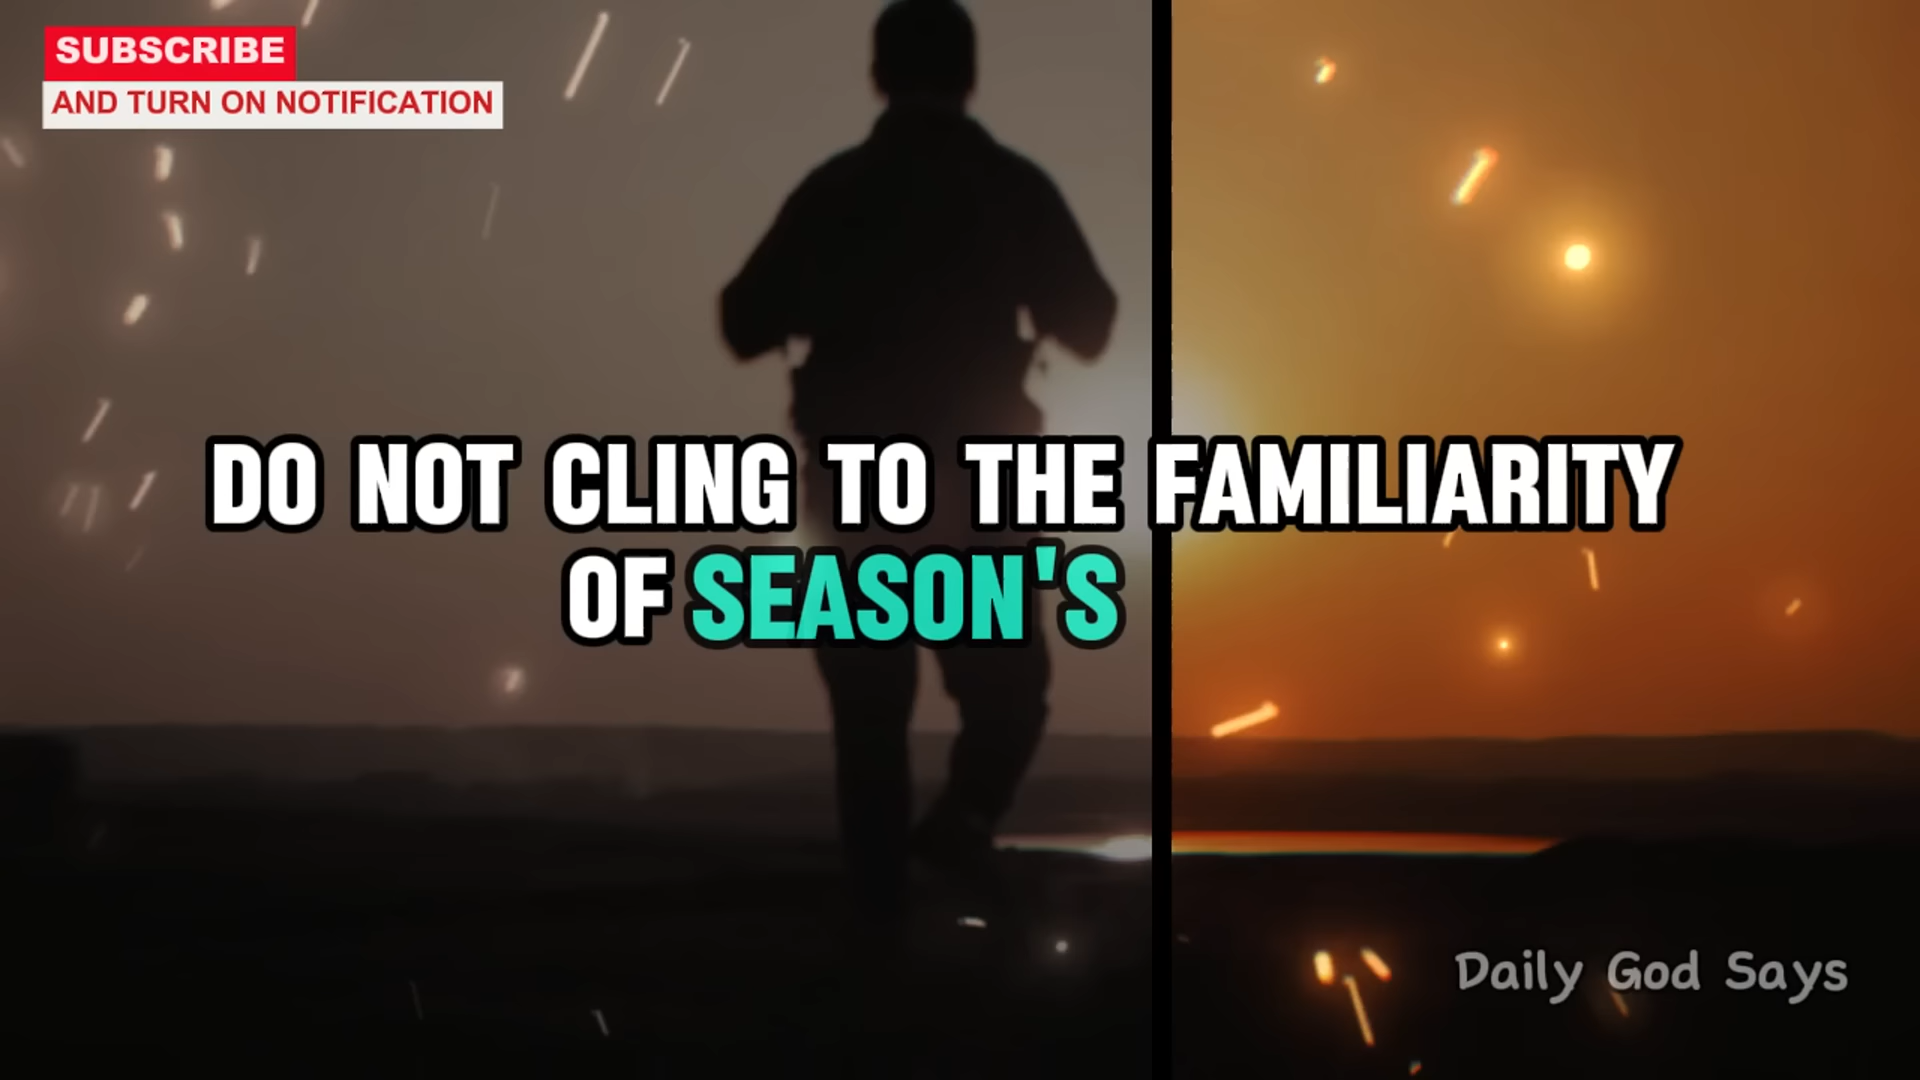 SUBSCRIBE
AND TURN ON NOTIFICATION
DO NOT CLING TO THE FAMILIARITY
OF SEASON'S
Daily God Says